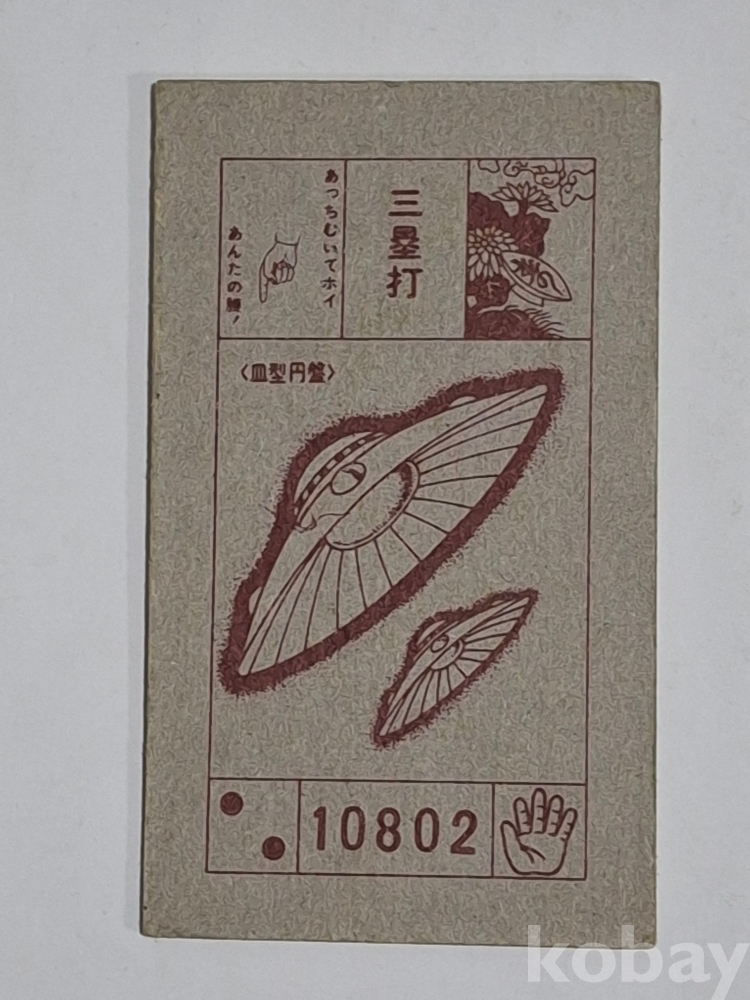 三塁打
あっちむいてホイ
あんたの勝!
〈皿型円盤〉
10802
kobay